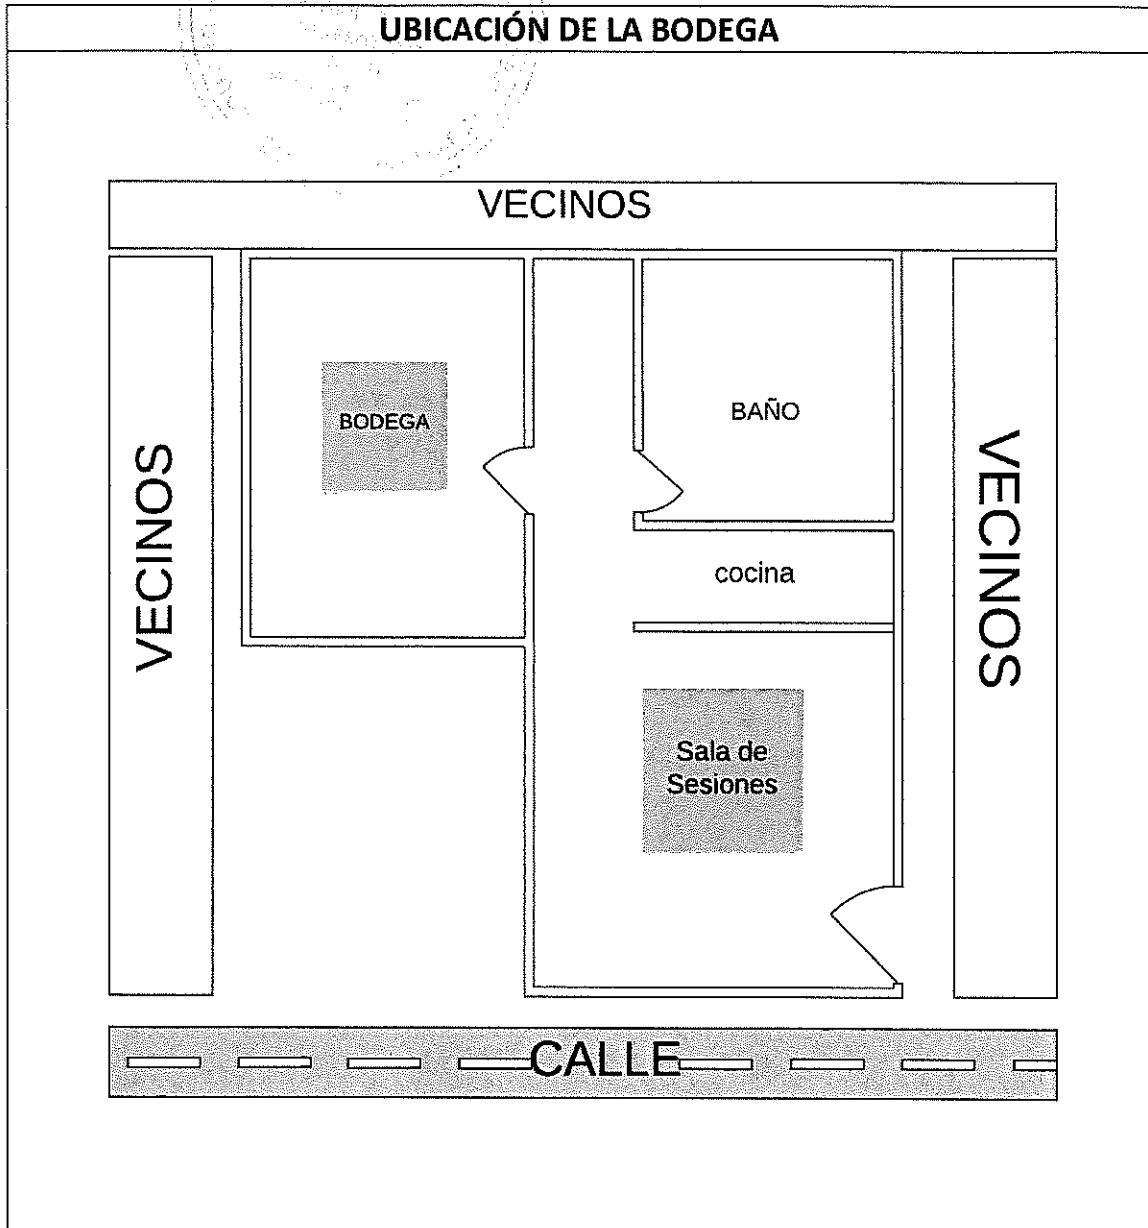 UBICACIÓN DE LA BODEGA
VECINOS
BODEGA
BAÑO
VECINOS
VECINOS
cocina
Sala de
Sesiones
CALLE